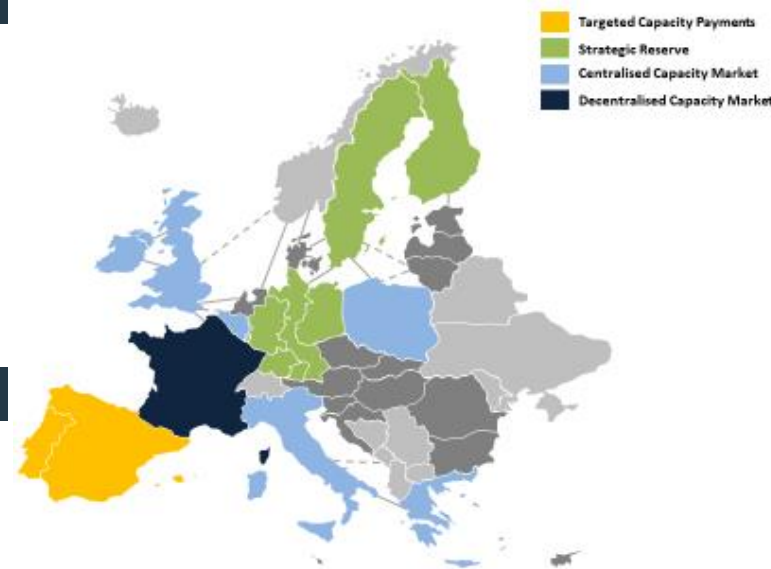 Targeted Capacity Payments
Strategic Reserve
Centralised Capacity Market
Decentralised Capacity Market